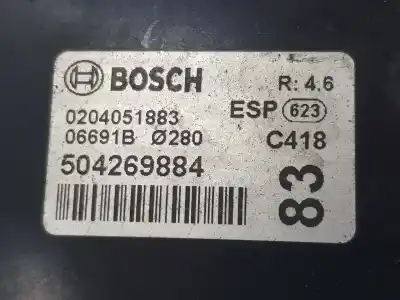 BOSCH R: 4.6
0204051883 ESP 623
06691B Ø280 C418
504269884
83